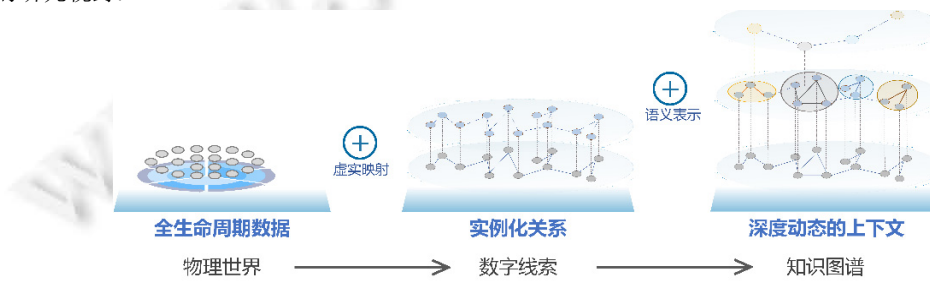 虚实映射
语义表示
全生命周期数据
实例化关系
深度动态的上下文
物理世界
数字线索
知识图谱